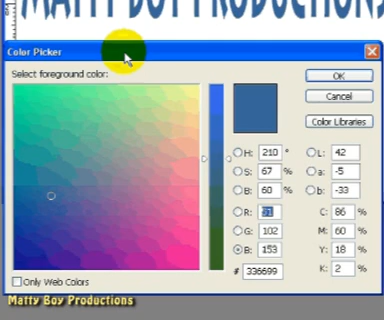 MATTY BOY PRODUCTIONS
Color Picker
Select foreground color:
OK
Cancel
Color Libraries
H: 210 °
L: 42
S: 67 %
a: -5
B: 60 %
b: -33
R: 51
C: 86 %
G: 102
M: 60 %
B: 153
Y: 18 %
# 336699
K: 2 %
Only Web Colors
Matty Boy Productions